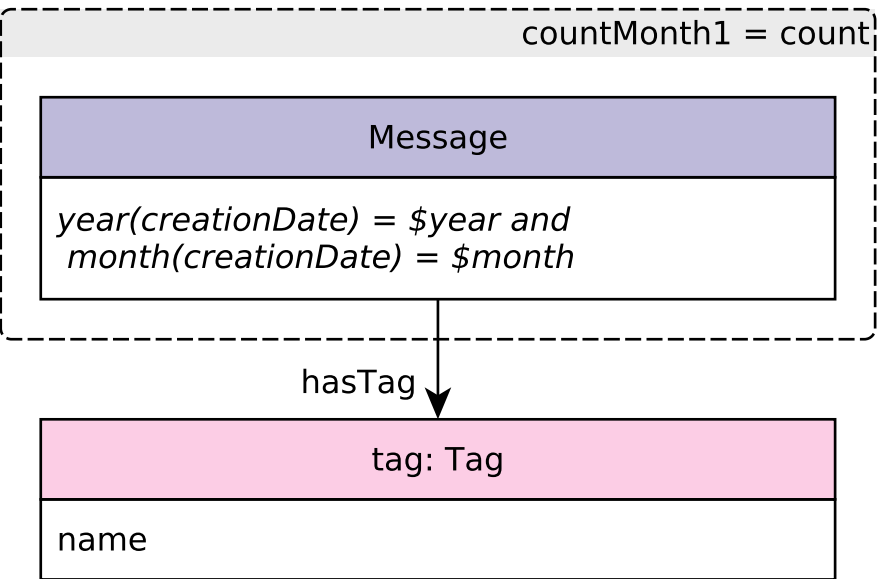 countMonth1 = count
Message
year(creationDate) = $year and
month(creationDate) = $month
hasTag
tag: Tag
name